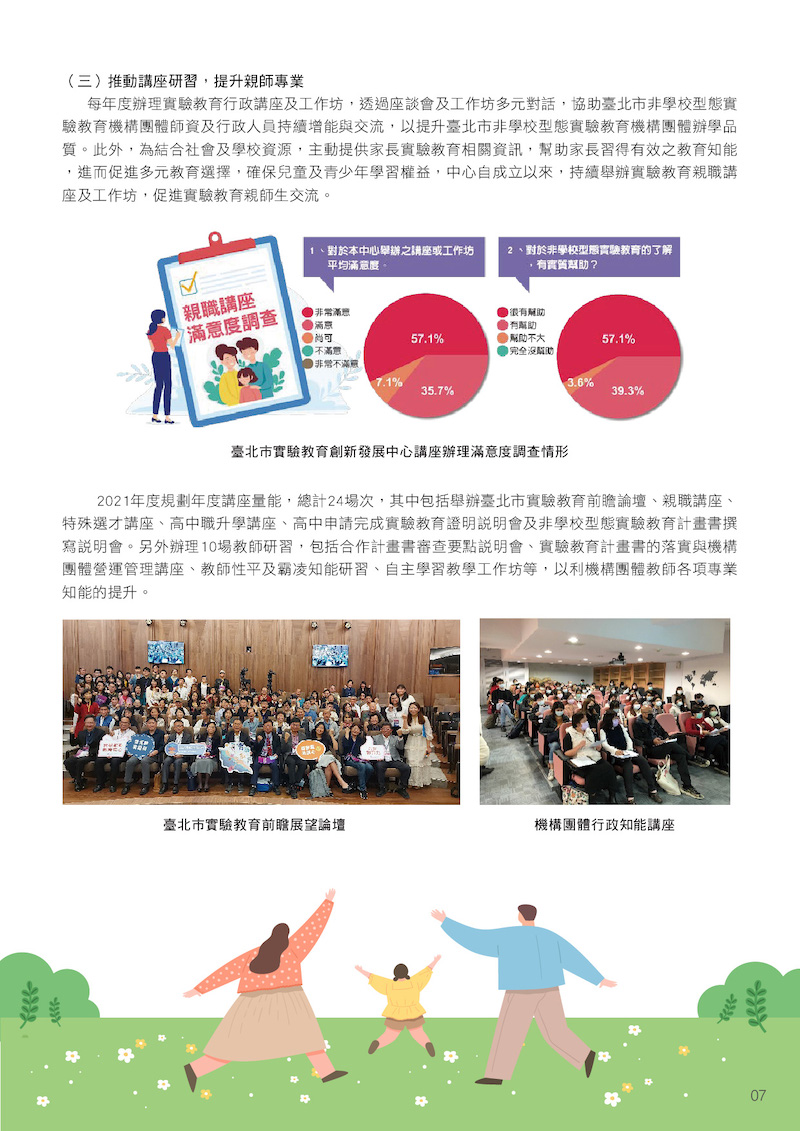 （三）推動講座研習，提升親師專業
每年度辦理實驗教育行政講座及工作坊，透過座談會及工作坊多元對話，協助臺北市非學校型態實
驗教育機構團體師資及行政人員持續增能與交流，以提升臺北市非學校型態實驗教育機構團體辦學品
質。此外，為結合社會及學校資源，主動提供家長實驗教育相關資訊，幫助家長習得有效之教育知能
，進而促進多元教育選擇，確保兒童及青少年學習權益，中心自成立以來，持續舉辦實驗教育親職講
座及工作坊，促進實驗教育親師生交流。
親職講座
滿意度調查
1、對於本中心舉辦之講座或工作坊
平均滿意度。
非常滿意
滿意
尚可
不滿意
非常不滿意
57.1%
7.1%
35.7%
2、對於非學校型態實驗教育的了解
，有實質幫助？
很有幫助
有幫助
幫助不大
完全沒幫助
57.1%
3.6%
39.3%
臺北市實驗教育創新發展中心講座辦理滿意度調查情形
2021年度規劃年度講座量能，總計24場次，其中包括舉辦臺北市實驗教育前瞻論壇、親職講座、
特殊選才講座、高中職升學講座、高中申請完成實驗教育證明說明會及非學校型態實驗教育計畫書撰
寫說明會。另外辦理10場教師研習，包括合作計畫書審查要點說明會、實驗教育計畫書的落實與機構
團體營運管理講座、教師性平及霸凌知能研習、自主學習教學工作坊等，以利機構團體教師各項專業
知能的提升。
臺北市實驗教育前瞻展望論壇
機構團體行政知能講座
07